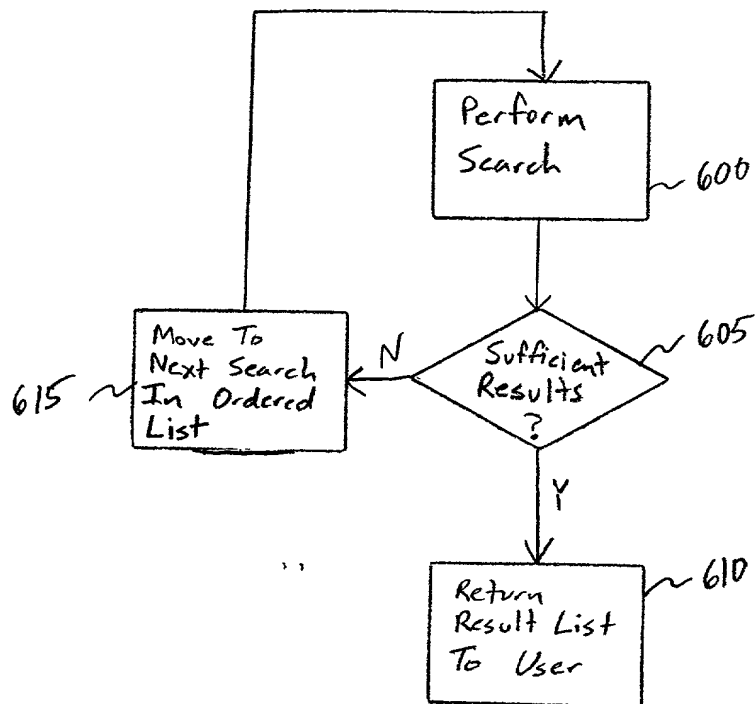 Perform
Search
600
Sufficient
Results
?
605
N
Move To
Next Search
In Ordered
List
615
Y
Return
Result List
To User
610